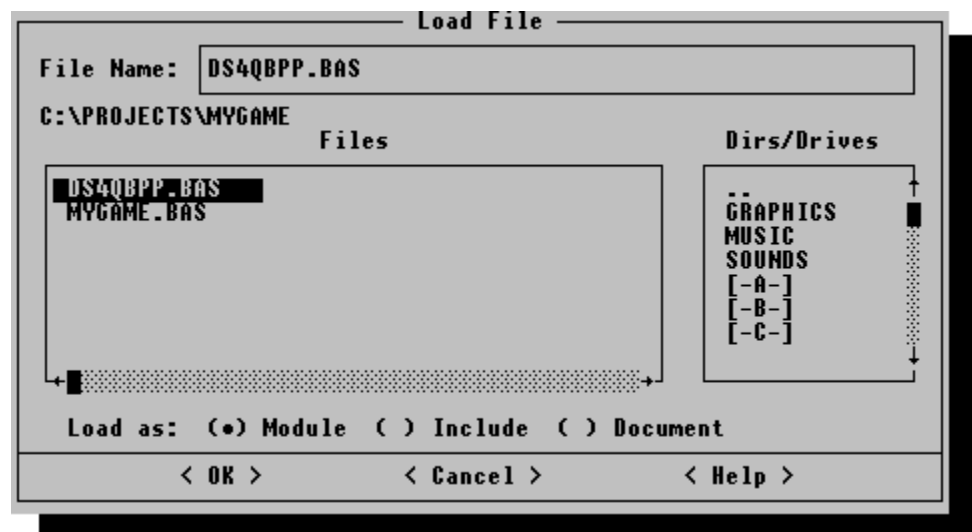 Load File
File Name: DS4QBPP.BAS
C:\PROJECTS\MYGAME
Files
DS4QBPP.BAS
MYGAME.BAS
Dirs/Drives
..
GRAPHICS
MUSIC
SOUNDS
[-A-]
[-B-]
[-C-]
Load as: (•) Module ( ) Include ( ) Document
< OK > < Cancel > < Help >